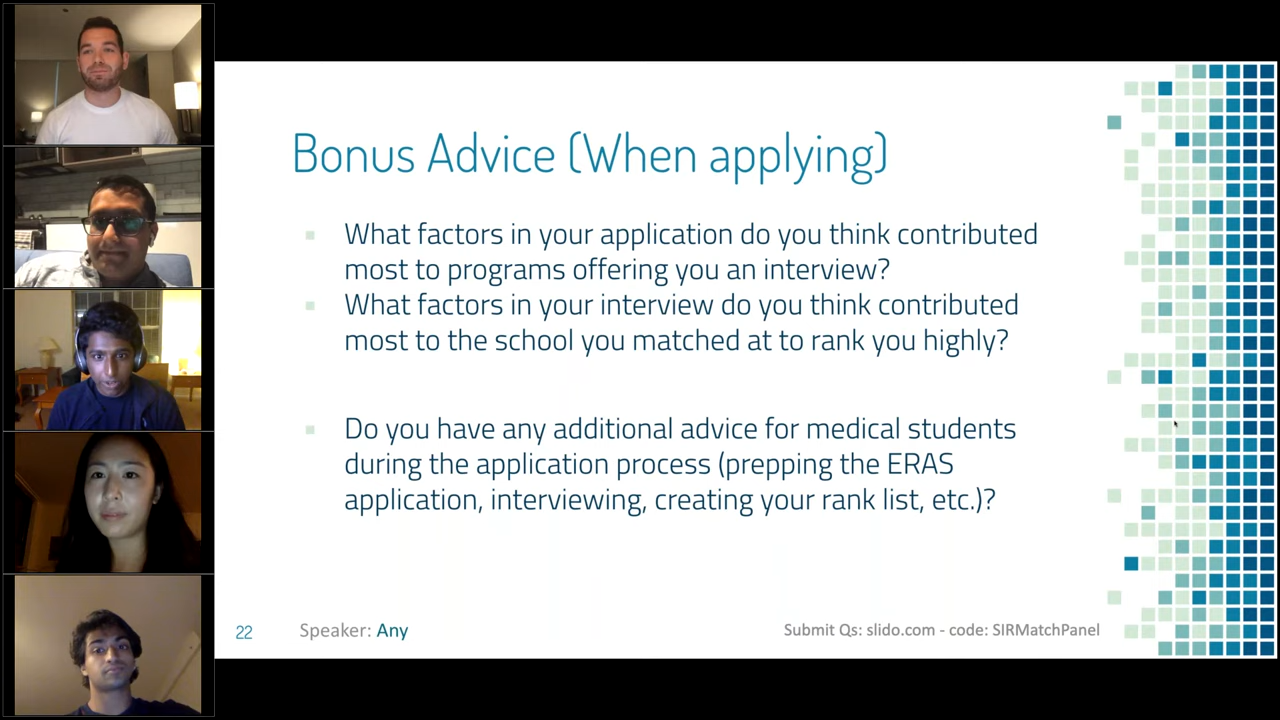 Bonus Advice (When applying)
What factors in your application do you think contributed
most to programs offering you an interview?
What factors in your interview do you think contributed
most to the school you matched at to rank you highly?
Do you have any additional advice for medical students
during the application process (prepping the ERAS
application, interviewing, creating your rank list, etc.)?
22
Speaker: Any
Submit Qs: slido.com - code: SIRMatchPanel